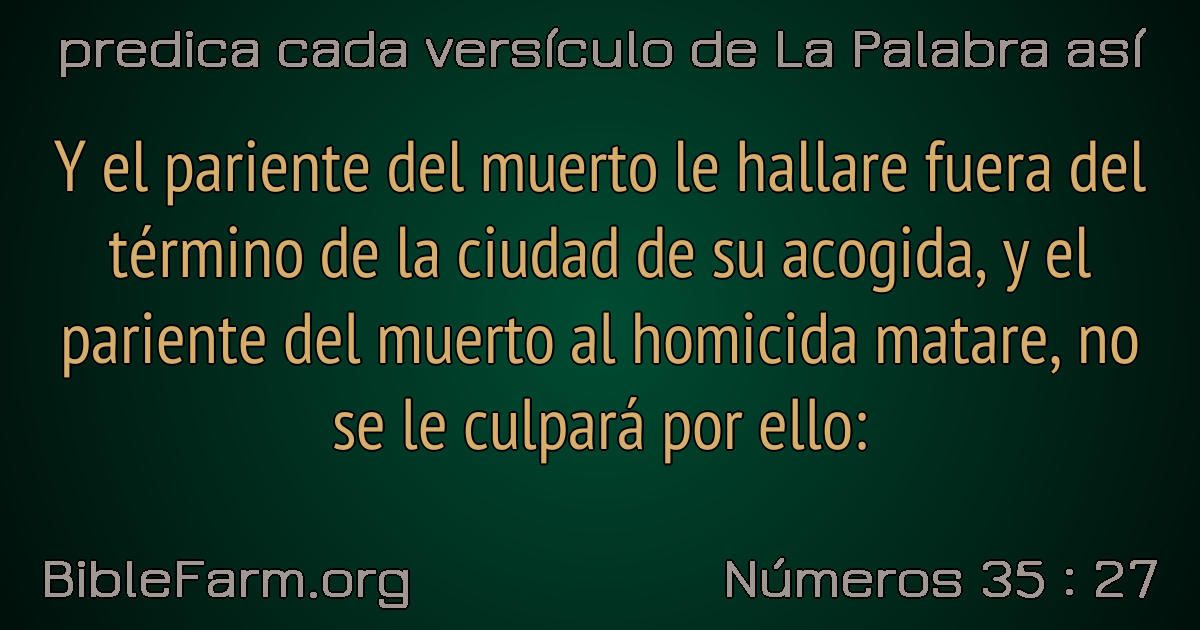 predica cada versículo de La Palabra así
Y el pariente del muerto le hallare fuera del
término de la ciudad de su acogida, y el
pariente del muerto al homicida matare, no
se le culpará por ello:
BibleFarm.org
Números 35 : 27